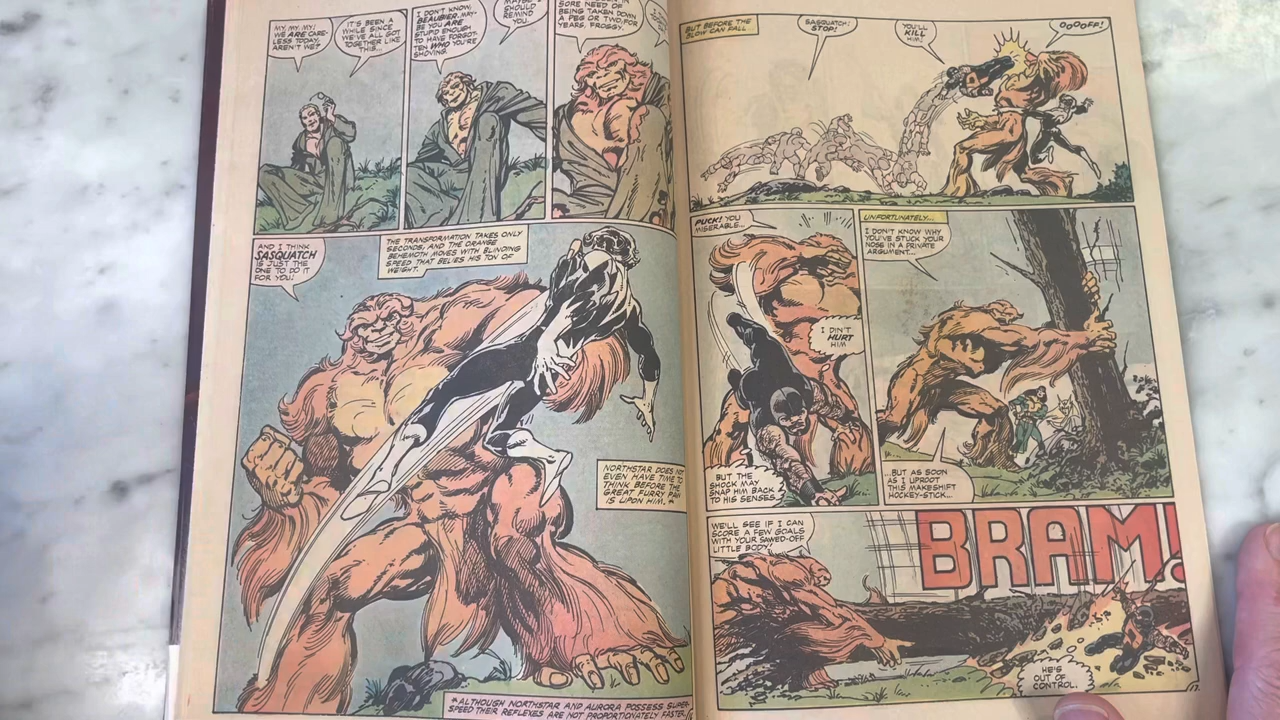 MY, MY, MY!
WE ARE CARE-
LESS TODAY,
AREN'T WE?
IT'S BEEN A
WHILE SINCE
WE'VE ALL GOT
TOGETHER LIKE
THIS...
I DON'T KNOW,
BEAUBIER. MAY-
BE YOU ARE
STUPID ENOUGH
TO HAVE FORGOT-
TEN WHO YOU'RE
SHOVING.
SHOULD
REMIND
YOU.
SORE NEED OF
BEING TAKEN DOWN
A PEG OR TWO FOR
YEARS, FROGGY.
AND I THINK
SASQUATCH
IS JUST THE
ONE TO DO IT
FOR YOU!
THE TRANSFORMATION TAKES ONLY
SECONDS, AND THE ORANGE
BEHEMOTH MOVES WITH BLINDING
SPEED THAT BELIES HIS TON OF
WEIGHT.
NORTHSTAR DOES NOT
EVEN HAVE TIME TO
THINK BEFORE THE
GREAT FURRY PAW
IS UPON HIM.*
*ALTHOUGH NORTHSTAR AND AURORA POSSESS SUPER-
SPEED THEIR REFLEXES ARE NOT PROPORTIONATELY FASTER.
BUT BEFORE THE
BLOW CAN FALL
SASQUATCH!
STOP!
YOU'LL
KILL
HIM!
OOFOFF!
PUCK! YOU
MISERABLE...
I DIN'T
HURT
HIM
BUT THE
SHOCK MAY
SNAP HIM BACK
TO HIS SENSES.
UNFORTUNATELY...
I DON'T KNOW WHY
YOU'VE STUCK YOUR
NOSE IN A PRIVATE
ARGUMENT...
...BUT AS SOON
AS I UPROOT
THIS MAKESHIFT
HOCKEY-STICK...
WE'LL SEE IF I CAN
SCORE A FEW GOALS
WITH YOUR SAWED-OFF
LITTLE BODY!
BRAM!
HE'S
OUT OF
CONTROL.
17